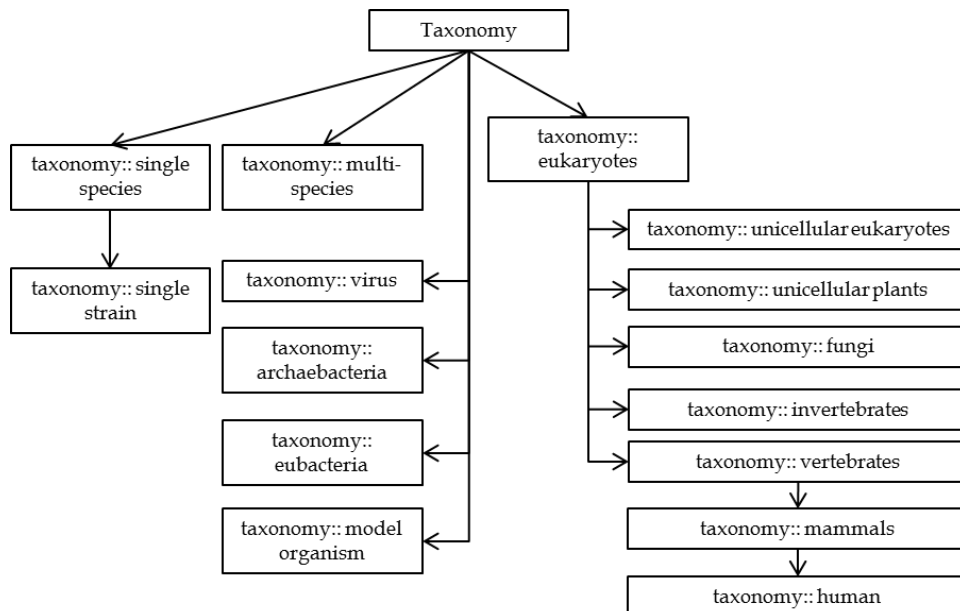 Taxonomy
taxonomy:: single
species
taxonomy:: multi-
species
taxonomy::
eukaryotes
taxonomy:: single
strain
taxonomy:: virus
taxonomy::
archaebacteria
taxonomy::
eubacteria
taxonomy:: model
organism
taxonomy:: unicellular eukaryotes
taxonomy:: unicellular plants
taxonomy:: fungi
taxonomy:: invertebrates
taxonomy:: vertebrates
taxonomy:: mammals
taxonomy:: human